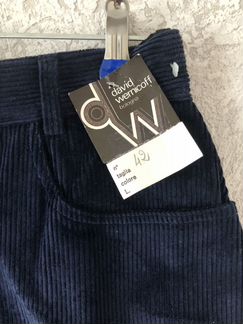 david
wernicoff
bologna
dw
n°
42
taglia
colore
L.